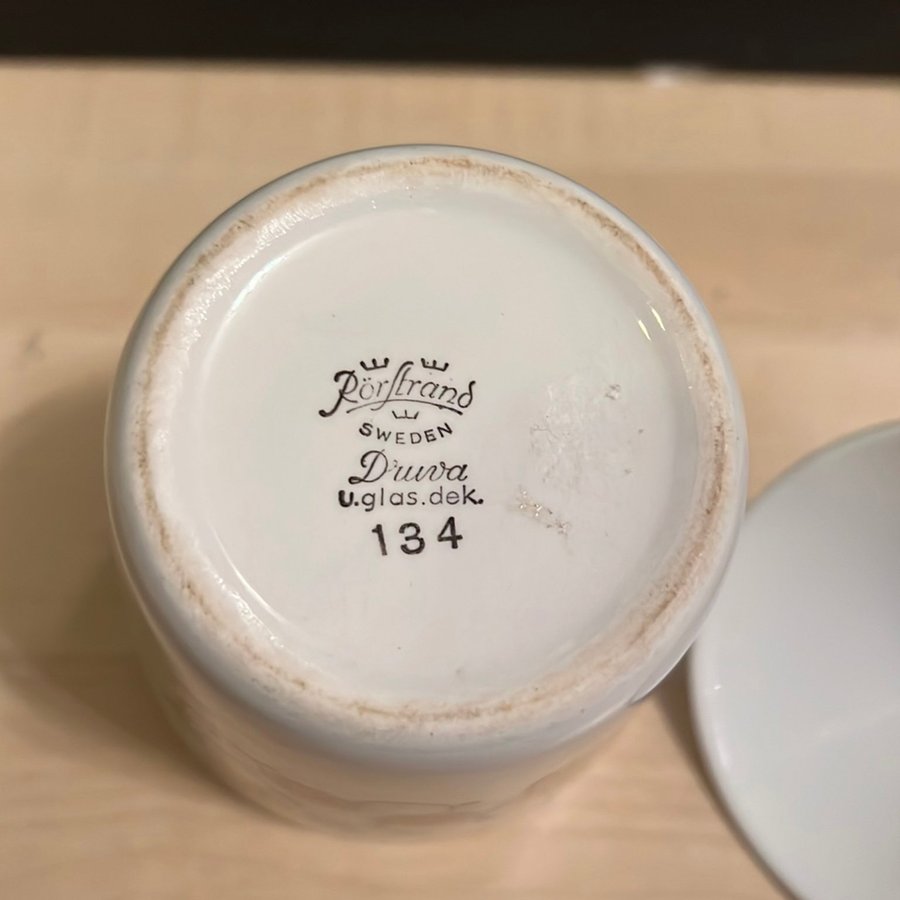 Rörstrand
SWEDEN
Druva
u.glas.dek.
134